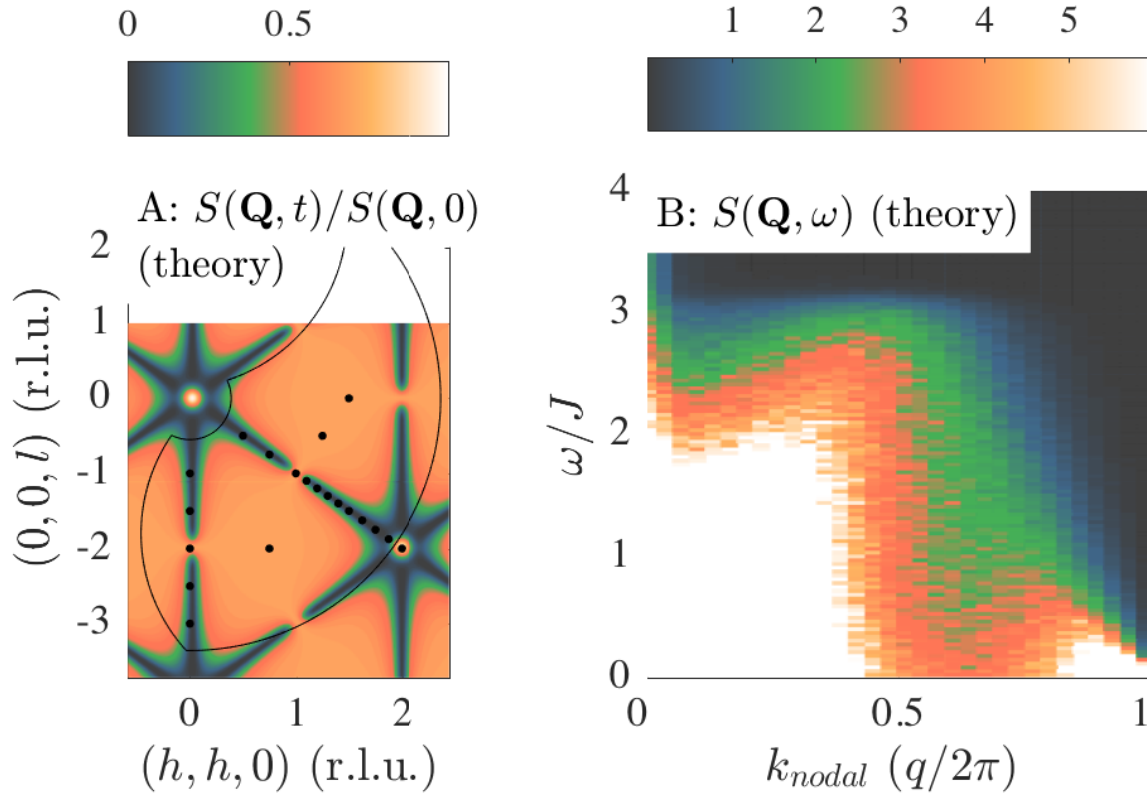 0 0.5
1 2 3 4 5
A: S(Q, t)/S(Q, 0)
(theory)
2
1
0
-1
-2
-3
(0, 0, l) (r.l.u.)
0 1 2
(h, h, 0) (r.l.u.)
B: S(Q, ω) (theory)
4
3
2
1
0
ω/J
0 0.5 1
k_nodal (q/2π)